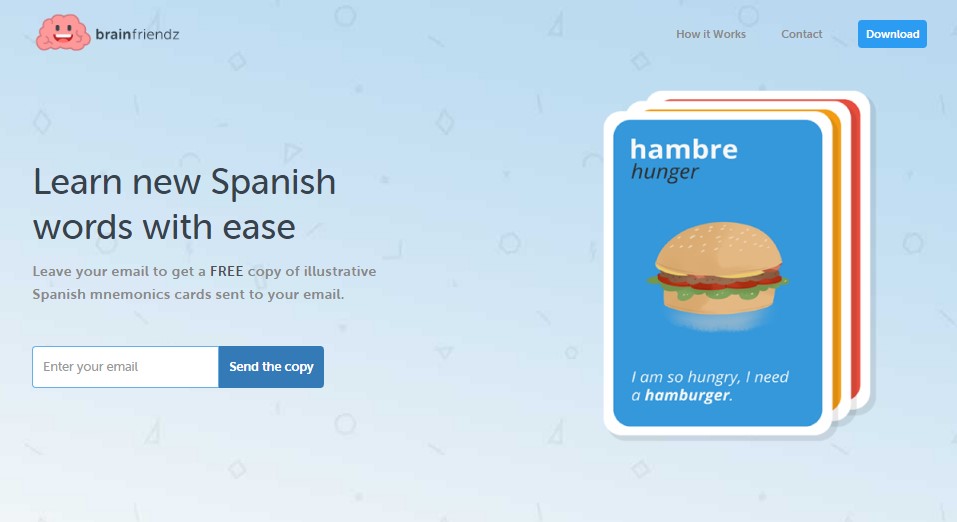 brainfriendz
How it Works
Contact
Download
Learn new Spanish
words with ease
Leave your email to get a FREE copy of illustrative
Spanish mnemonics cards sent to your email.
Enter your email
Send the copy
hambre
hunger
I am so hungry, I need
a hamburger.